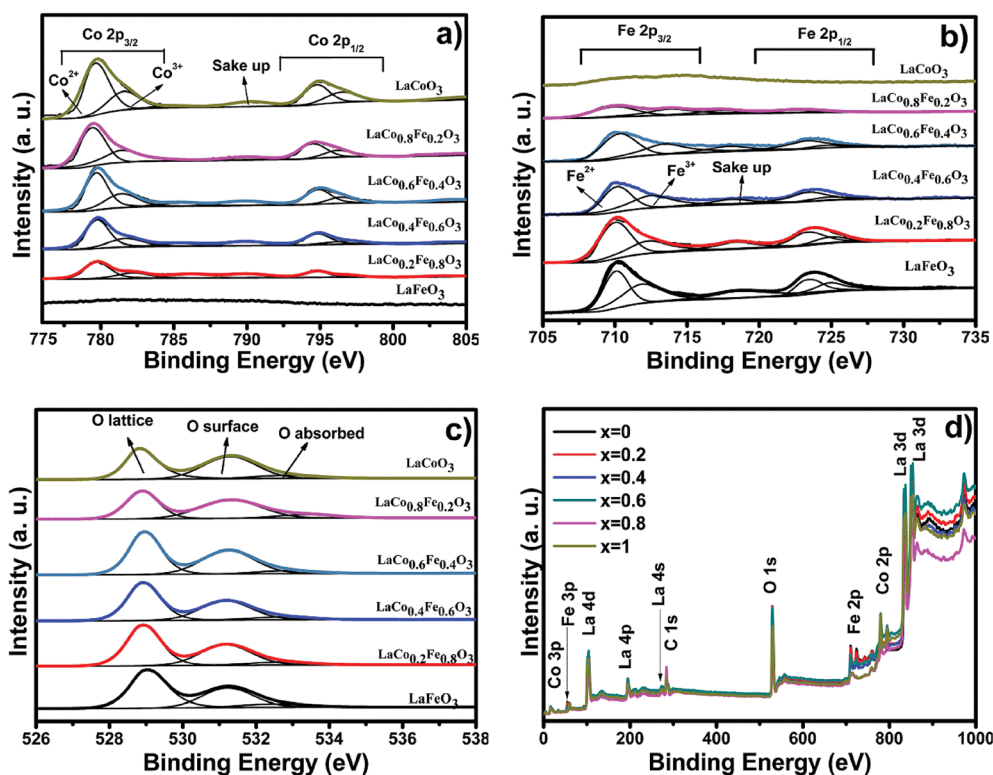 a)
Co 2p3/2
Co 2p1/2
Co2+
Co3+
Sake up
LaCoO3
LaCo0.8Fe0.2O3
LaCo0.6Fe0.4O3
LaCo0.4Fe0.6O3
LaCo0.2Fe0.8O3
LaFeO3
Intensity (a. u.)
775 780 785 790 795 800 805
Binding Energy (eV)
b)
Fe 2p3/2
Fe 2p1/2
LaCoO3
LaCo0.8Fe0.2O3
LaCo0.6Fe0.4O3
Fe2+
Fe3+
Sake up
LaCo0.4Fe0.6O3
LaCo0.2Fe0.8O3
LaFeO3
Intensity (a. u.)
705 710 715 720 725 730 735
Binding Energy (eV)
c)
O lattice
O surface
O absorbed
LaCoO3
LaCo0.8Fe0.2O3
LaCo0.6Fe0.4O3
LaCo0.4Fe0.6O3
LaCo0.2Fe0.8O3
LaFeO3
Intensity (a. u.)
526 528 530 532 534 536 538
Binding Energy (eV)
d)
x=0
x=0.2
x=0.4
x=0.6
x=0.8
x=1
Co 3p
Fe 3p
La 4d
La 4p
La 4s
C 1s
O 1s
Fe 2p
Co 2p
La 3d
La 3d
Intensity (a. u.)
0 200 400 600 800 1000
Binding Energy (eV)